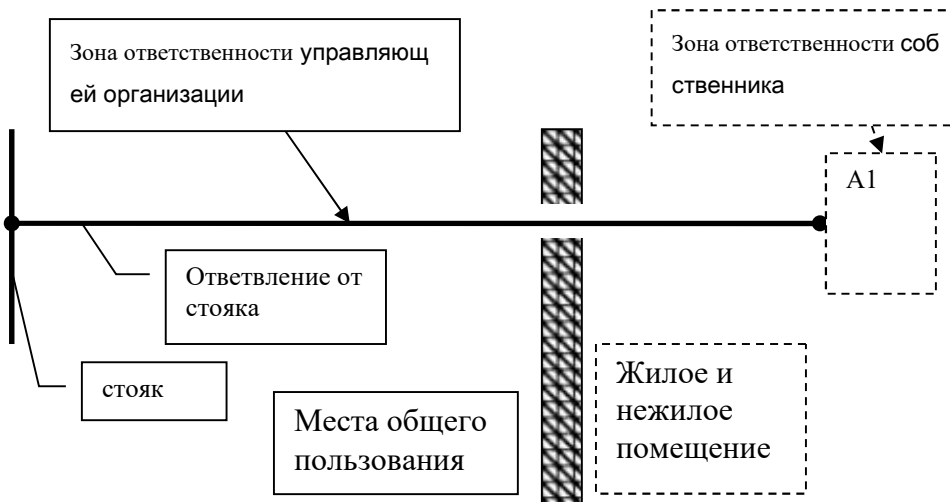 Зона ответственности управляющ
ей организации
Зона ответственности соб
ственника
А1
Ответвление от
стояка
стояк
Места общего
пользования
Жилое и
нежилое
помещение